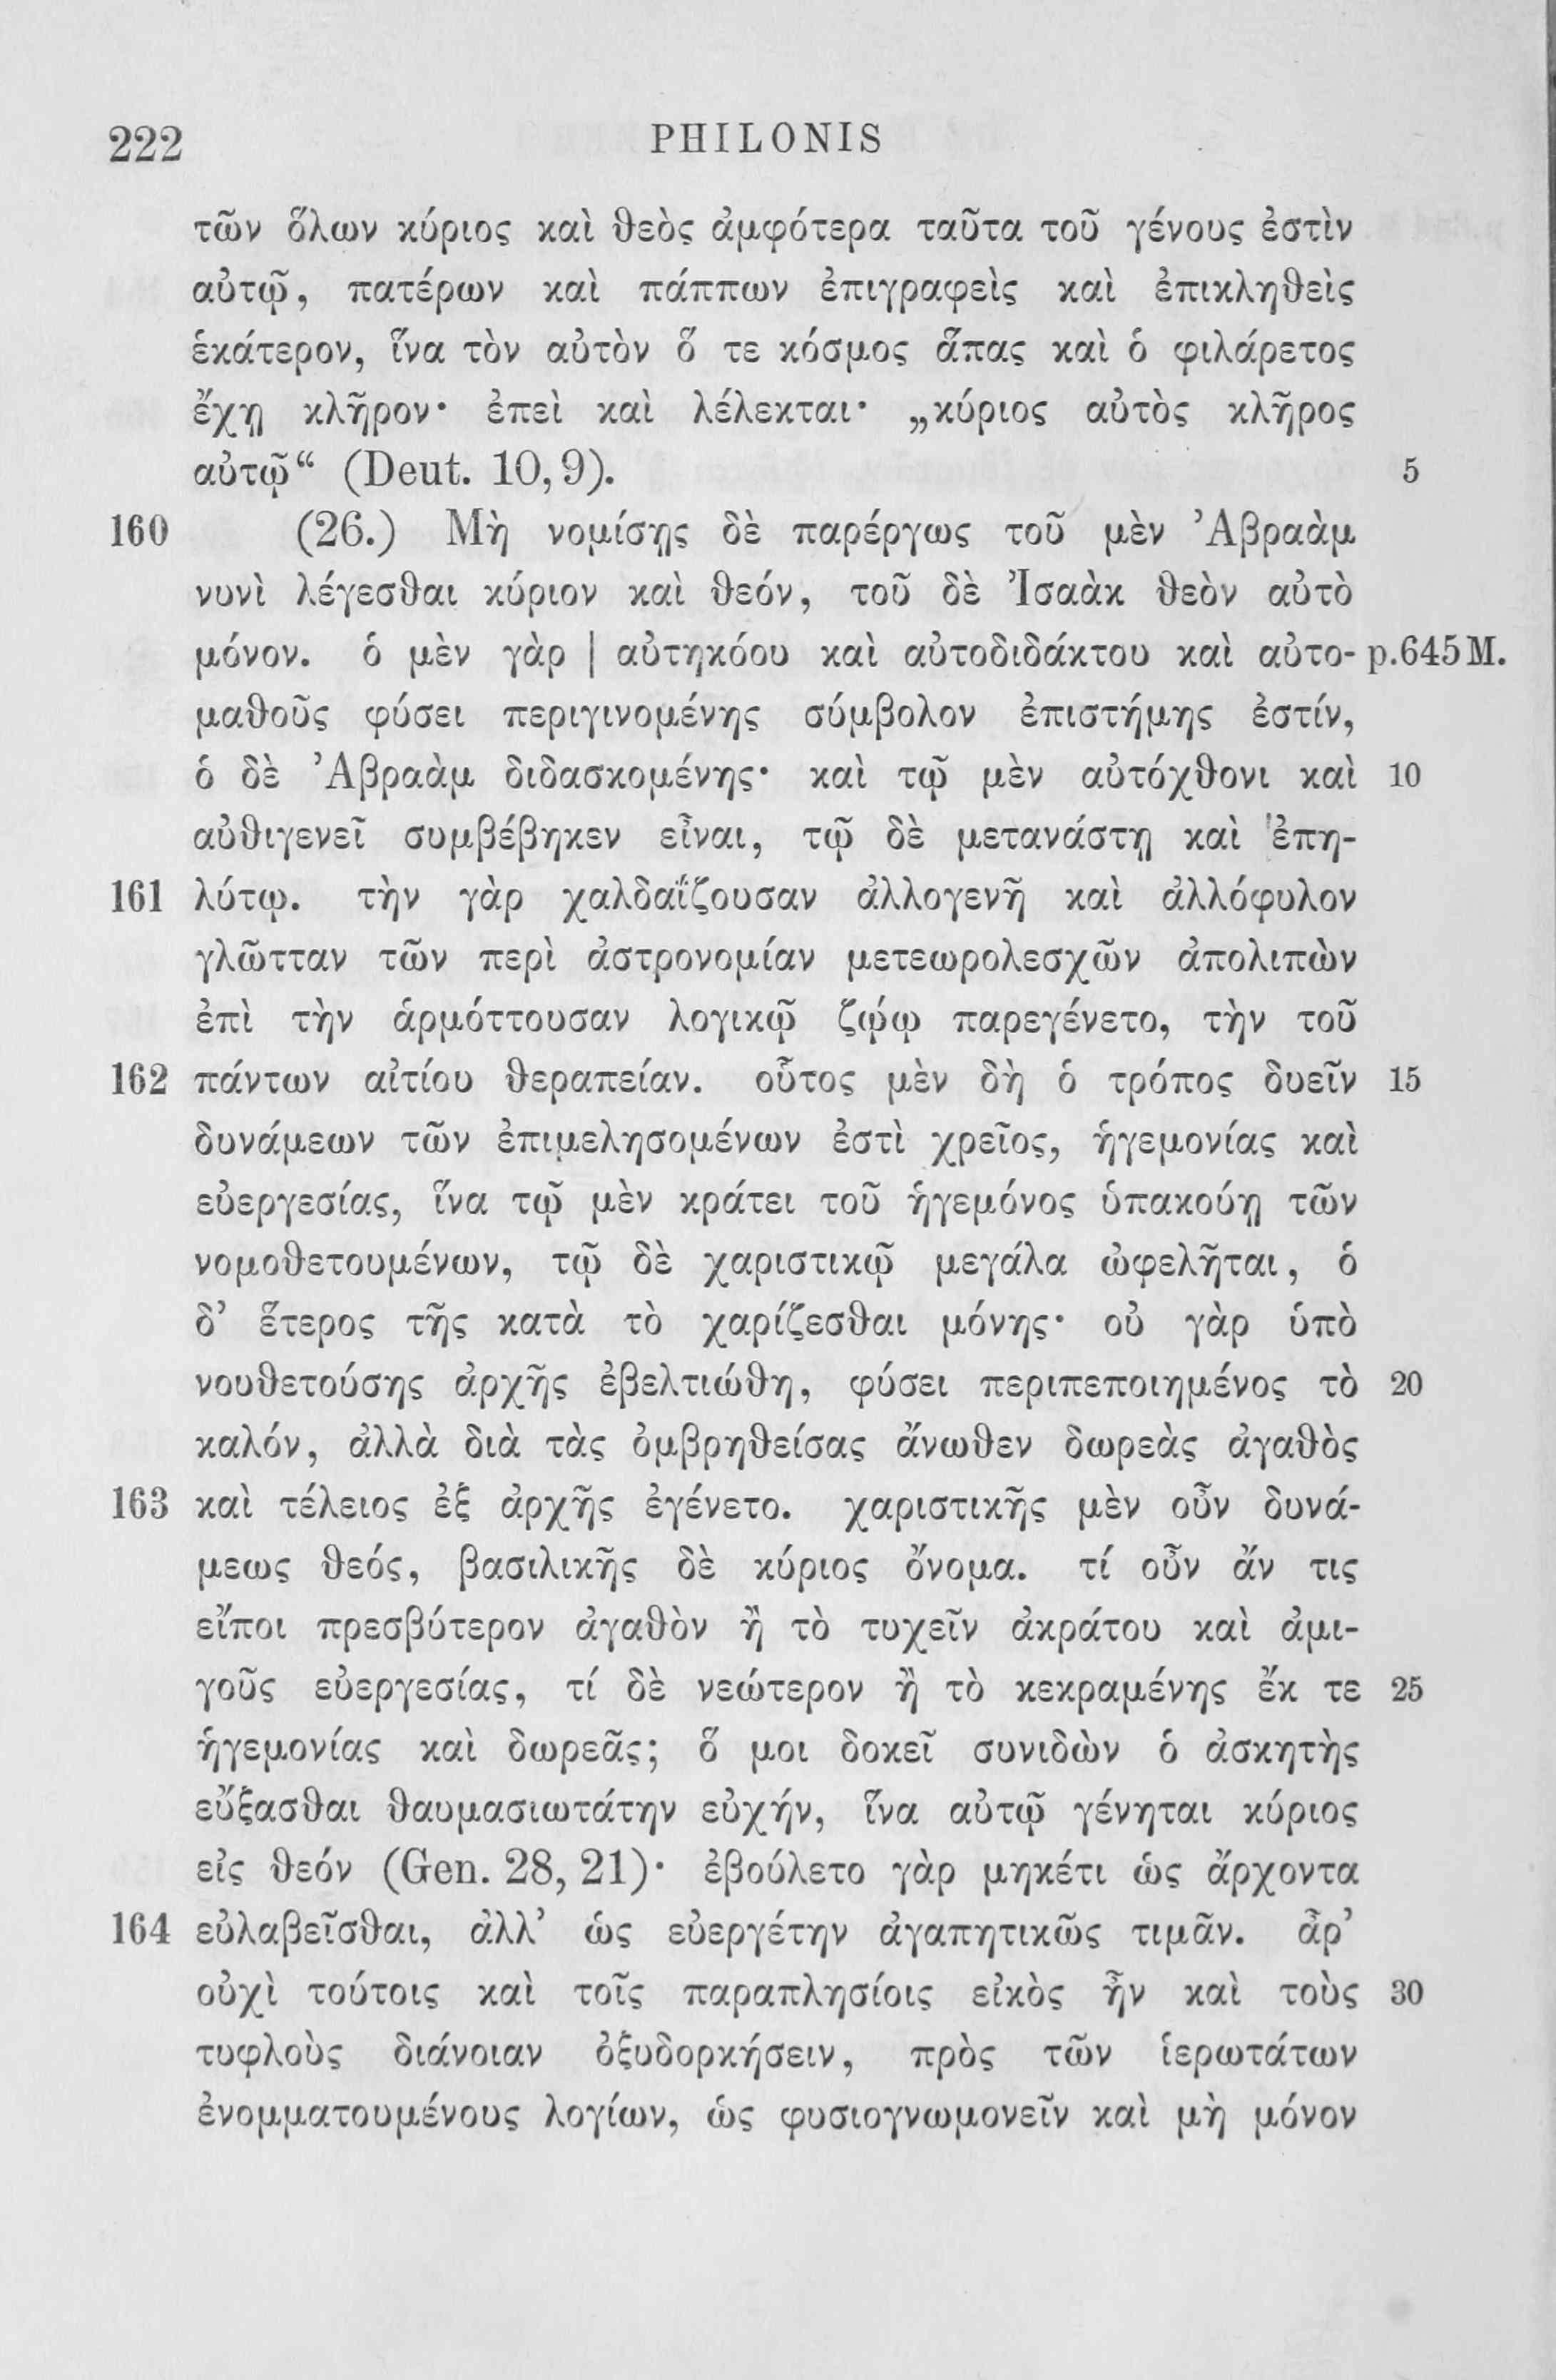 222 PHILONIS
τῶν ὅλων κύριος καὶ θεὸς ἀμφότερα ταῦτα τοῦ γένους ἐστὶν
αὐτῷ, πατέρων καὶ πάππων ἐπιγραφεὶς καὶ ἐπικληθεὶς
ἑκάτερον, ἵνα τὸν αὐτὸν ὅ τε κόσμος ἅπας καὶ ὁ φιλάρετος
ἔχῃ κλῆρον· ἐπεὶ καὶ λέλεκται· „κύριος αὐτὸς κλῆρος
αὐτῷ“ (Deut. 10, 9). 5
160 (26.) Μὴ νομίσῃς δὲ παρέργως τοῦ μὲν Ἀβραὰμ
νυνὶ λέγεσθαι κύριον καὶ θεόν, τοῦ δὲ Ἰσαὰκ θεὸν αὐτὸ
μόνον. ὁ μὲν γὰρ | αὐτηκόου καὶ αὐτοδιδάκτου καὶ αὐτο- p.645M.
μαθοῦς φύσει περιγινομένης σύμβολον ἐπιστήμης ἐστίν,
ὁ δὲ Ἀβραὰμ διδασκομένης· καὶ τῷ μὲν αὐτόχθονι καὶ 10
αὐθιγενεῖ συμβέβηκεν εἶναι, τῷ δὲ μετανάστῃ καὶ ἐπη-
161 λύτῳ. τὴν γὰρ χαλδαΐζουσαν ἀλλογενῆ καὶ ἀλλόφυλον
γλῶτταν τῶν περὶ ἀστρονομίαν μετεωρολεσχῶν ἀπολιπὼν
ἐπὶ τὴν ἁρμόττουσαν λογικῷ ζῴῳ παρεγένετο, τὴν τοῦ
162 πάντων αἰτίου θεραπείαν. οὗτος μὲν δὴ ὁ τρόπος δυεῖν 15
δυνάμεων τῶν ἐπιμελησομένων ἐστὶ χρεῖος, ἡγεμονίας καὶ
εὐεργεσίας, ἵνα τῷ μὲν κράτει τοῦ ἡγεμόνος ὑπακούῃ τῶν
νομοθετουμένων, τῷ δὲ χαριστικῷ μεγάλα ὠφελῆται, ὁ
δ’ ἕτερος τῆς κατὰ τὸ χαρίζεσθαι μόνης· οὐ γὰρ ὑπὸ
νουθετούσης ἀρχῆς ἐβελτιώθη, φύσει περιπεποιημένος τὸ 20
καλόν, ἀλλὰ διὰ τὰς ὀμβρηθείσας ἄνωθεν δωρεὰς ἀγαθὸς
163 καὶ τέλειος ἐξ ἀρχῆς ἐγένετο. χαριστικῆς μὲν οὖν δυνά-
μεως θεός, βασιλικῆς δὲ κύριος ὄνομα. τί οὖν ἄν τις
εἴποι πρεσβύτερον ἀγαθὸν ἢ τὸ τυχεῖν ἀκράτου καὶ ἀμι-
γοῦς εὐεργεσίας, τί δὲ νεώτερον ἢ τὸ κεκραμένης ἔκ τε 25
ἡγεμονίας καὶ δωρεᾶς; ὅ μοι δοκεῖ συνιδὼν ὁ ἀσκητὴς
εὔξασθαι θαυμασιωτάτην εὐχήν, ἵνα αὐτῷ γένηται κύριος
εἰς θεόν (Gen. 28, 21)· ἐβούλετο γὰρ μηκέτι ὡς ἄρχοντα
164 εὐλαβεῖσθαι, ἀλλ’ ὡς εὐεργέτην ἀγαπητικῶς τιμᾶν. ἆρ’
οὐχὶ τούτοις καὶ τοῖς παραπλησίοις εἰκὸς ἦν καὶ τοὺς 30
τυφλοὺς διάνοιαν ὀξυδορκήσειν, πρὸς τῶν ἱερωτάτων
ἐνομματουμένους λογίων, ὡς φυσιογνωμονεῖν καὶ μὴ μόνον